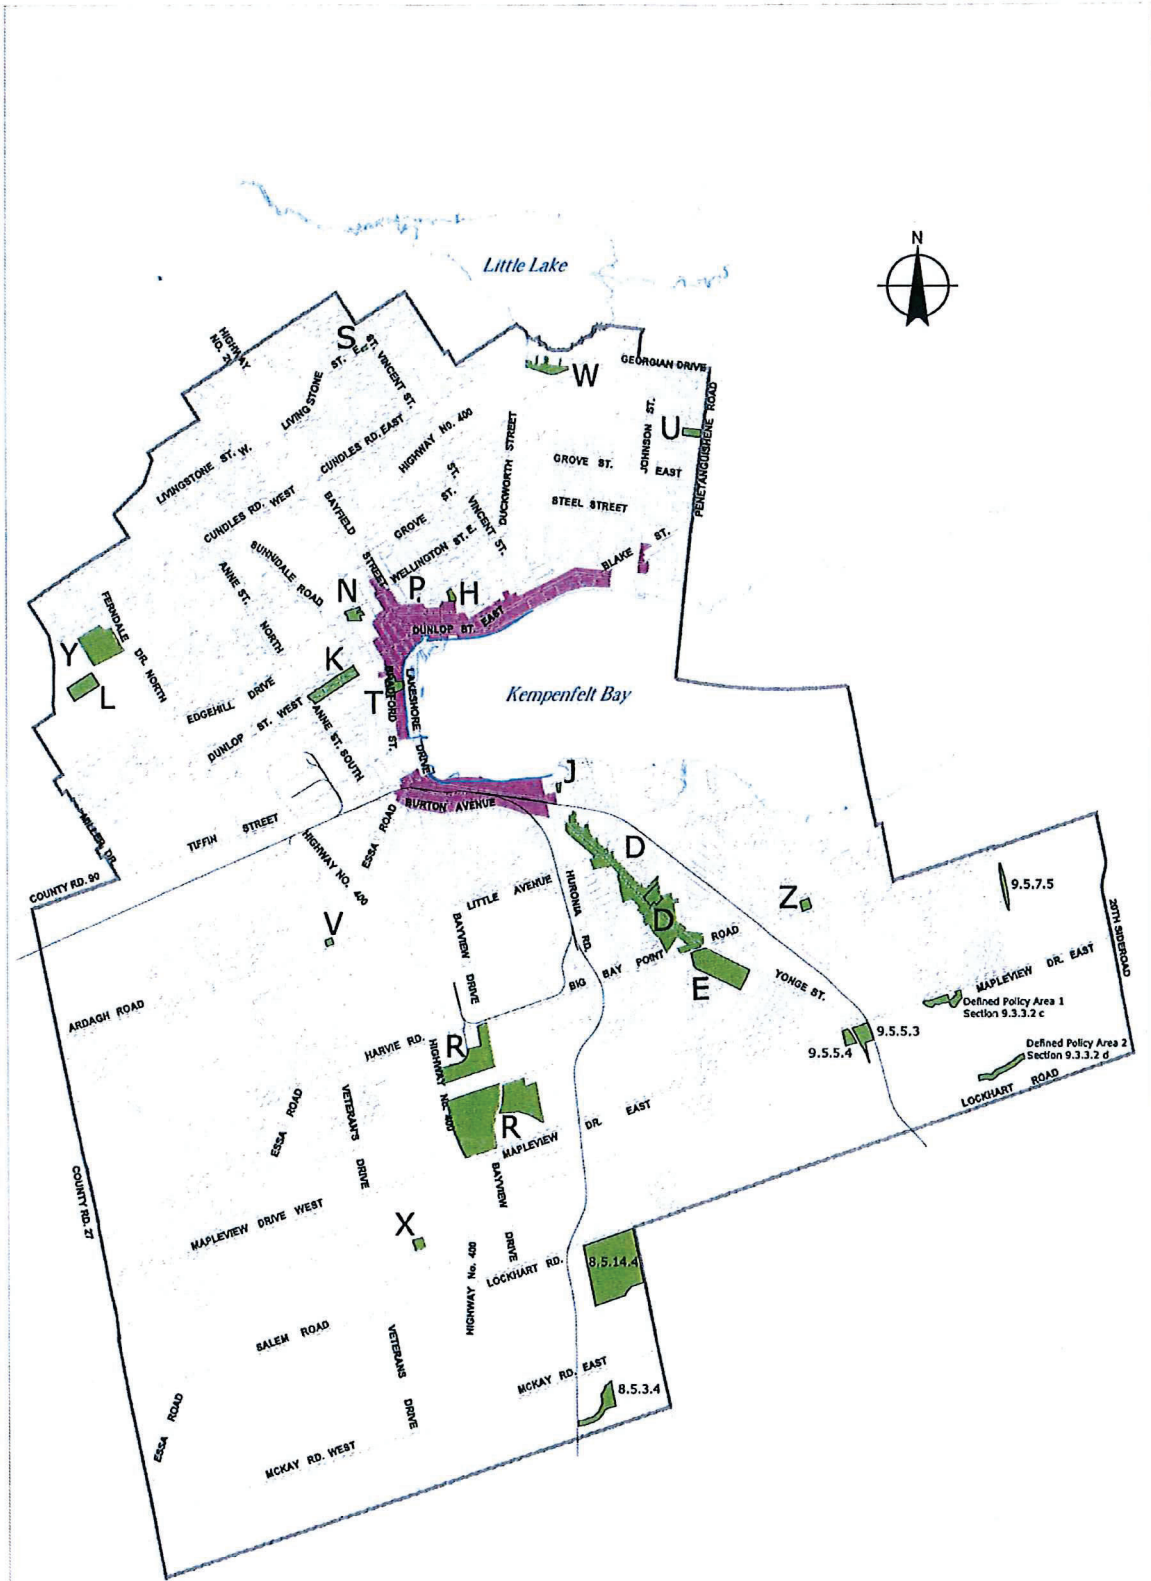 N
Little Lake
HIGHWAY
NO. 26
S
ST. VINCENT ST.
LIVINGSTONE ST. E.
W
GEORGIAN DRIVE
PENETANGUISHENE ROAD
U
JOHNSON ST.
LIVINGSTONE ST. W.
CUNDLES RD. EAST
HIGHWAY No. 400
DUCKWORTH STREET
GROVE ST.
EAST
STEEL STREET
CUNDLES RD. WEST
BAYFIELD
STREET
GROVE ST.
ST. VINCENT ST.
WELLINGTON ST. E.
BLAKE ST.
SUNNIDALE ROAD
ANNE ST. NORTH
N
P
H
DUNLOP ST. EAST
FERNDALE DR. NORTH
Y
L
K
T
EDGEHILL DRIVE
DUNLOP ST. WEST
ANNE ST. SOUTH
BRADFORD ST.
LAKESHORE DRIVE
Kempenfelt Bay
J
BURTON AVENUE
TIFFIN STREET
MILLER DR.
COUNTY RD. 90
HIGHWAY NO. 400
ESSA ROAD
D
LITTLE AVENUE
HURONIA RD.
Z
9.5.7.5
20TH SIDEROAD
V
BAYVIEW DRIVE
D
BIG BAY POINT ROAD
E
YONGE ST.
MAPLEVIEW DR. EAST
Defined Policy Area 1
Section 9.3.3.2 c
ARDAGH ROAD
HARVIE RD.
HIGHWAY No. 400
R
9.5.5.3
9.5.5.4
Defined Policy Area 2
Section 9.3.3.2 d
LOCKHART ROAD
ESSA ROAD
VETERAN'S DRIVE
R
MAPLEVIEW DR. EAST
COUNTY RD. 27
MAPLEVIEW DRIVE WEST
BAYVIEW DRIVE
X
HIGHWAY No. 400
LOCKHART RD.
8.5.14.4
SALEM ROAD
VETERANS DRIVE
MCKAY RD. EAST
8.5.3.4
ESSA ROAD
MCKAY RD. WEST